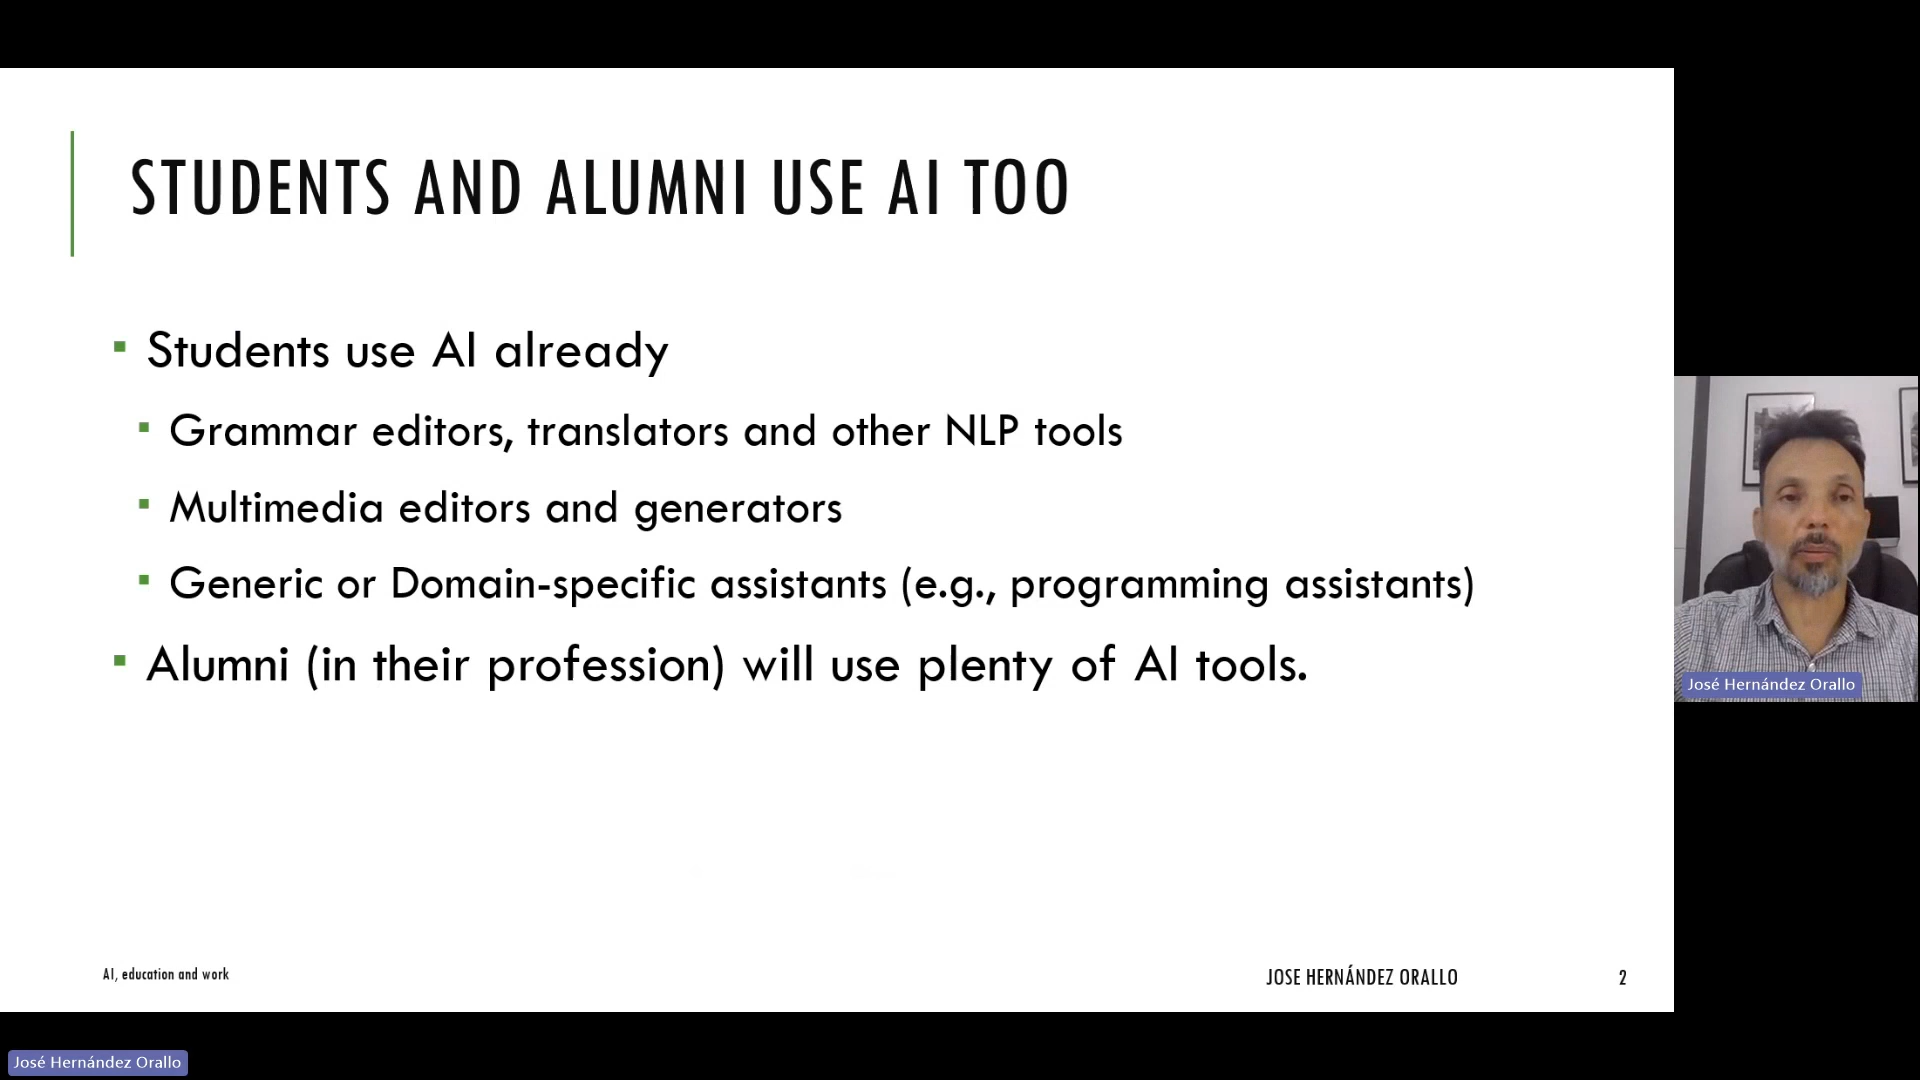 STUDENTS AND ALUMNI USE AI TOO
Students use AI already
Grammar editors, translators and other NLP tools
Multimedia editors and generators
Generic or Domain-specific assistants (e.g., programming assistants)
Alumni (in their profession) will use plenty of AI tools.
AI, education and work
JOSE HERNÁNDEZ ORALLO
2
José Hernández Orallo
José Hernández Orallo